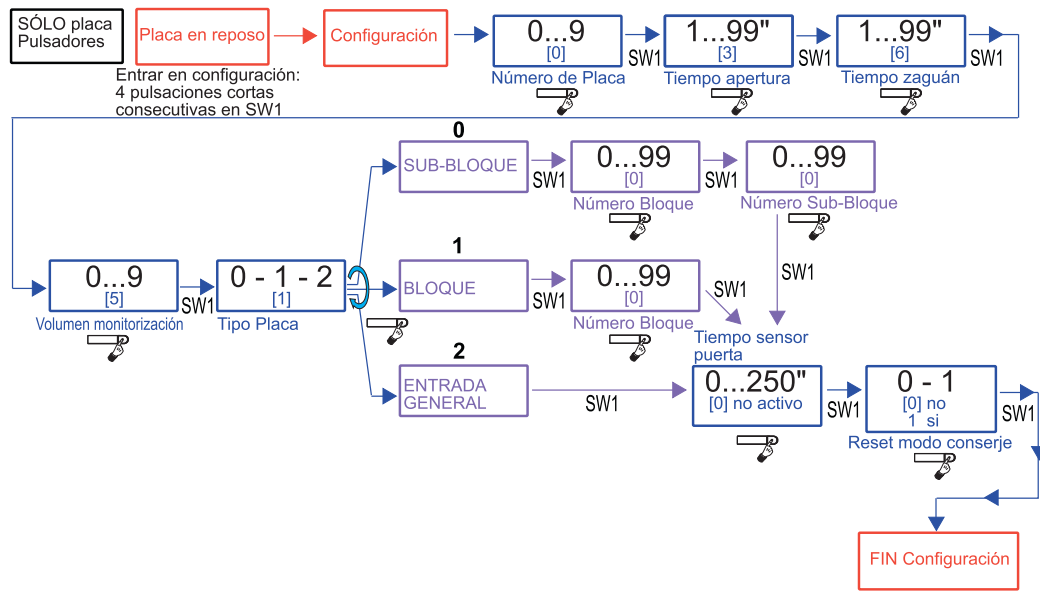 SÓLO placa
Pulsadores
Placa en reposo
Configuración
Entrar en configuración:
4 pulsaciones cortas
consecutivas en SW1
0...9
[0]
Número de Placa
SW1
1...99"
[3]
Tiempo apertura
SW1
1...99"
[6]
Tiempo zaguán
SW1
0...9
[5]
Volumen monitorización
SW1
0 - 1 - 2
[1]
Tipo Placa
0
SUB-BLOQUE
SW1
0...99
[0]
Número Bloque
SW1
0...99
[0]
Número Sub-Bloque
SW1
1
BLOQUE
SW1
0...99
[0]
Número Bloque
SW1
2
ENTRADA
GENERAL
SW1
Tiempo sensor
puerta
0...250"
[0] no activo
SW1
0 - 1
[0] no
1 si
Reset modo conserje
SW1
FIN Configuración